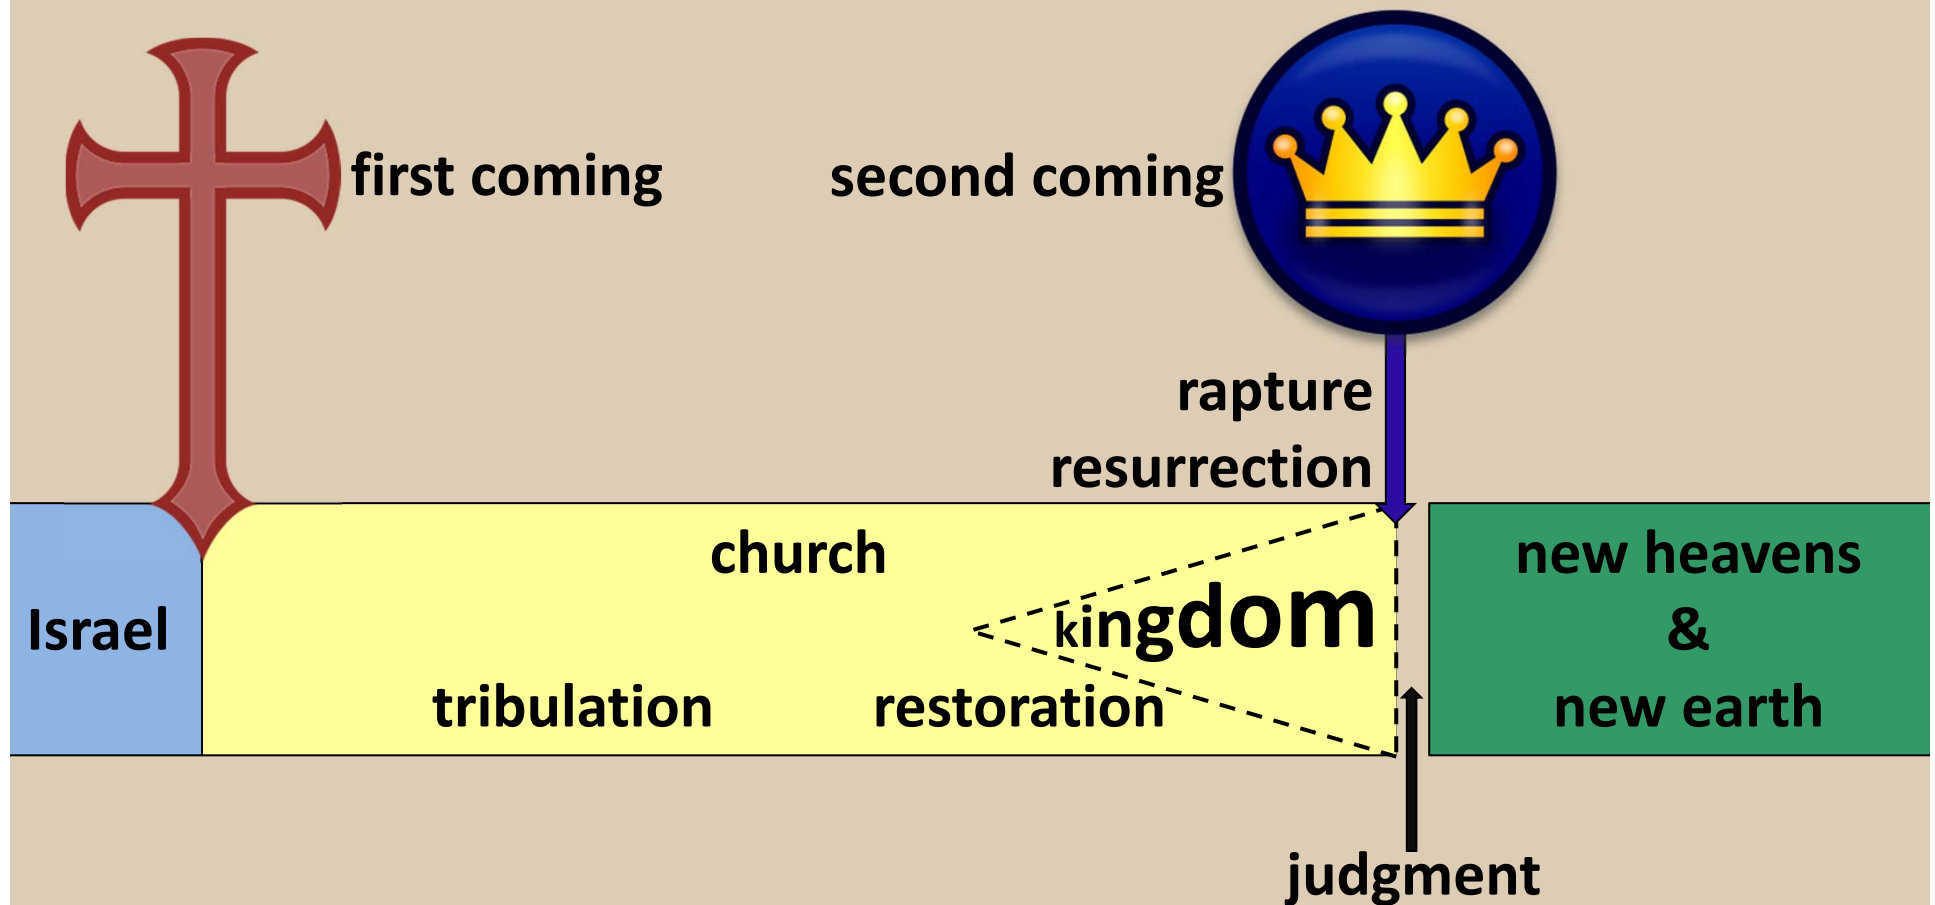 first coming
second coming
rapture
resurrection
church
Israel
kingdom
tribulation
restoration
new heavens
&
new earth
judgment